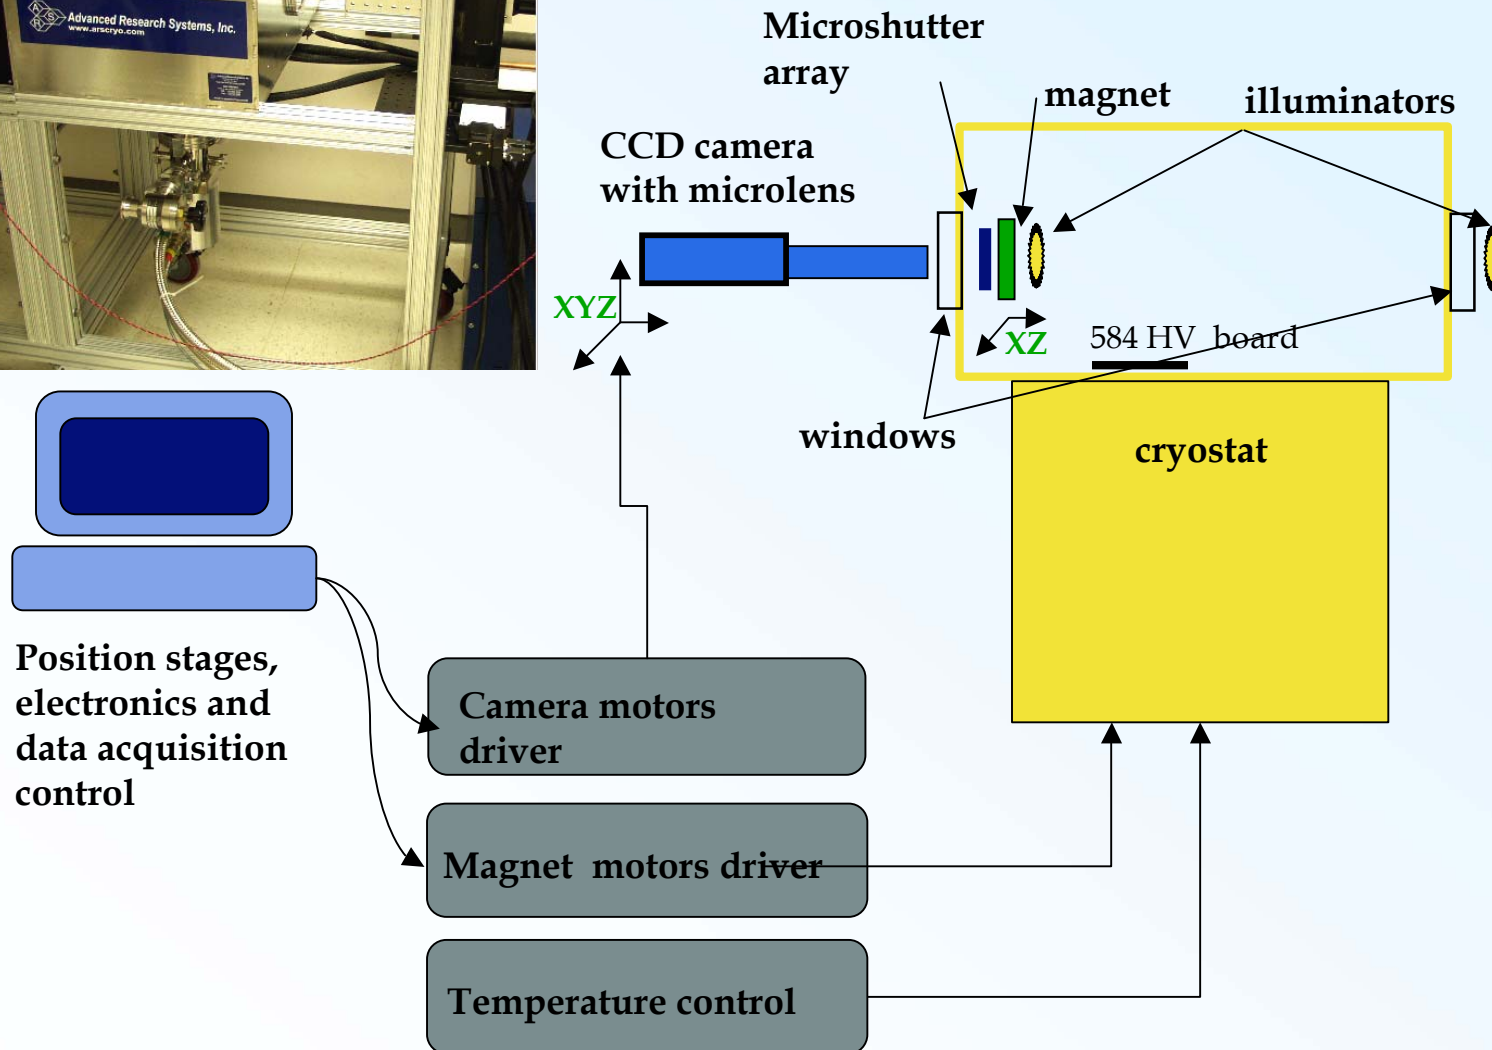 Advanced Research Systems, Inc.
www.arscryo.com
Microshutter
array
magnet
illuminators
CCD camera
with microlens
XYZ
XZ
584 HV board
windows
cryostat
Position stages,
electronics and
data acquisition
control
Camera motors
driver
Magnet motors driver
Temperature control